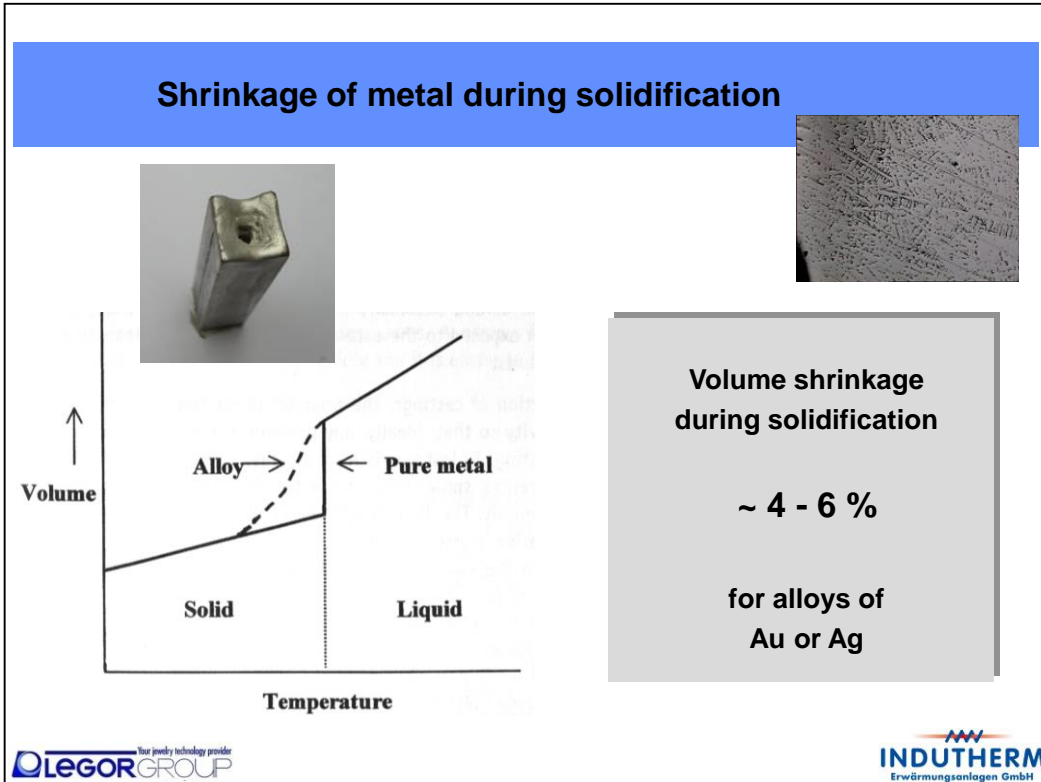 Shrinkage of metal during solidification
Volume
Alloy
Pure metal
Solid
Liquid
Temperature
Volume shrinkage
during solidification
~ 4 - 6 %
for alloys of
Au or Ag
Your jewelry technology provider
LEGOR GROUP
INDUTHERM
Erwärmungsanlagen GmbH